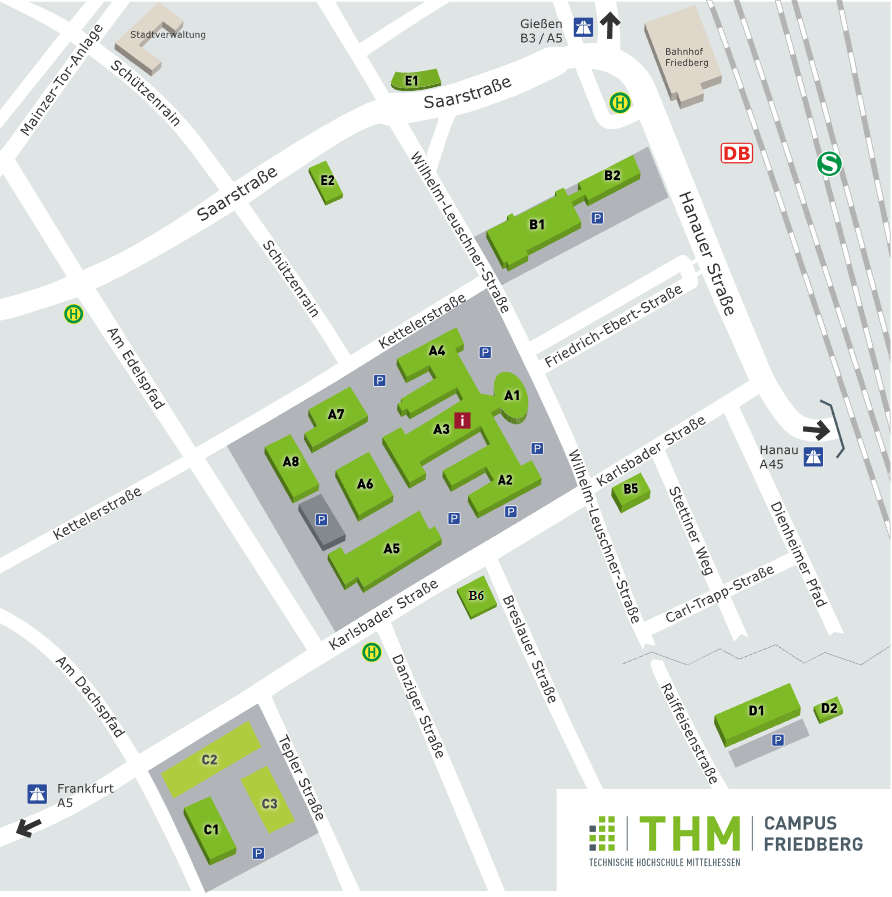 Gießen
B3 / A5
Stadtverwaltung
Bahnhof
Friedberg
Mainzer-Tor-Anlage
Schützenrain
E1
Saarstraße
H
DB
S
Wilhelm-Leuschner-Straße
E2
Saarstraße
B2
B1
P
Hanauer Straße
Schützenrain
H
Am Edelspfad
Kettelerstraße
Friedrich-Ebert-Straße
A4
P
P
A1
A7
A3
i
P
A8
A6
A2
P
P
P
A5
Kettelerstraße
Karlsbader Straße
Hanau
A45
B5
Wilhelm-Leuschner-Straße
Stettiner Weg
Dienheimer Pfad
Carl-Trapp-Straße
Karlsbader Straße
B6
H
Breslauer Straße
Danziger Straße
Am Dachspfad
Raiffeisenstraße
D1
D2
P
Tepler Straße
C2
C3
C1
P
Frankfurt
A5
THM
CAMPUS
FRIEDBERG
TECHNISCHE HOCHSCHULE MITTELHESSEN